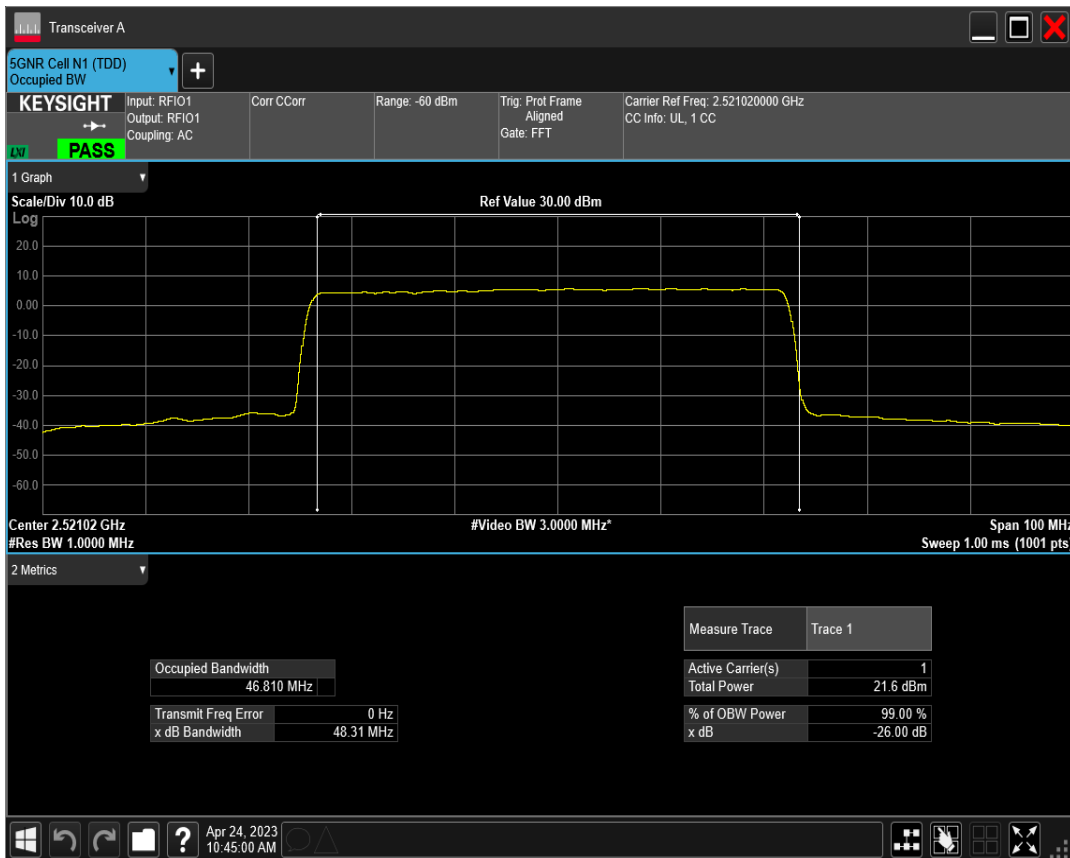 Transceiver A
5GNR Cell N1 (TDD)
Occupied BW
KEYSIGHT
LXI
PASS
Input: RFIO1
Output: RFIO1
Coupling: AC
Corr CCorr
Range: -60 dBm
Trig: Prot Frame
Aligned
Gate: FFT
Carrier Ref Freq: 2.521020000 GHz
CC Info: UL, 1 CC
1 Graph
Scale/Div 10.0 dB
Ref Value 30.00 dBm
Log
20.0
10.0
0.00
-10.0
-20.0
-30.0
-40.0
-50.0
-60.0
Center 2.52102 GHz
#Video BW 3.0000 MHz*
Span 100 MHz
#Res BW 1.0000 MHz
Sweep 1.00 ms (1001 pts)
2 Metrics
Measure Trace Trace 1
Occupied Bandwidth
46.810 MHz
Active Carrier(s) 1
Total Power 21.6 dBm
Transmit Freq Error 0 Hz
x dB Bandwidth 48.31 MHz
% of OBW Power 99.00 %
x dB -26.00 dB
?
Apr 24, 2023
10:45:00 AM